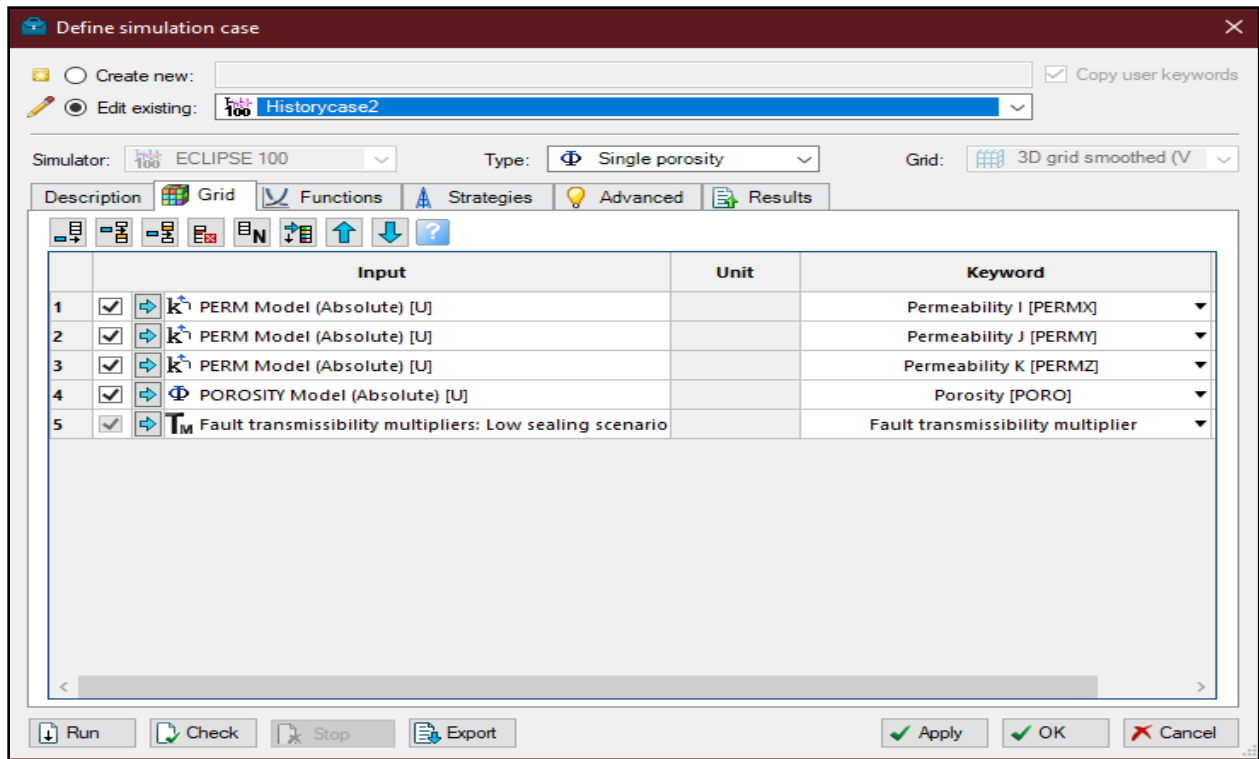 Define simulation case
Create new:
Copy user keywords
Edit existing: Historycase2
Simulator: ECLIPSE 100 Type: Φ Single porosity Grid: 3D grid smoothed (V
Description Grid Functions Strategies Advanced Results
Input Unit Keyword
1 PERM Model (Absolute) [U] Permeability I [PERMX]
2 PERM Model (Absolute) [U] Permeability J [PERMY]
3 PERM Model (Absolute) [U] Permeability K [PERMZ]
4 Φ POROSITY Model (Absolute) [U] Porosity [PORO]
5 TM Fault transmissibility multipliers: Low sealing scenario Fault transmissibility multiplier
Run Check Stop Export Apply OK Cancel